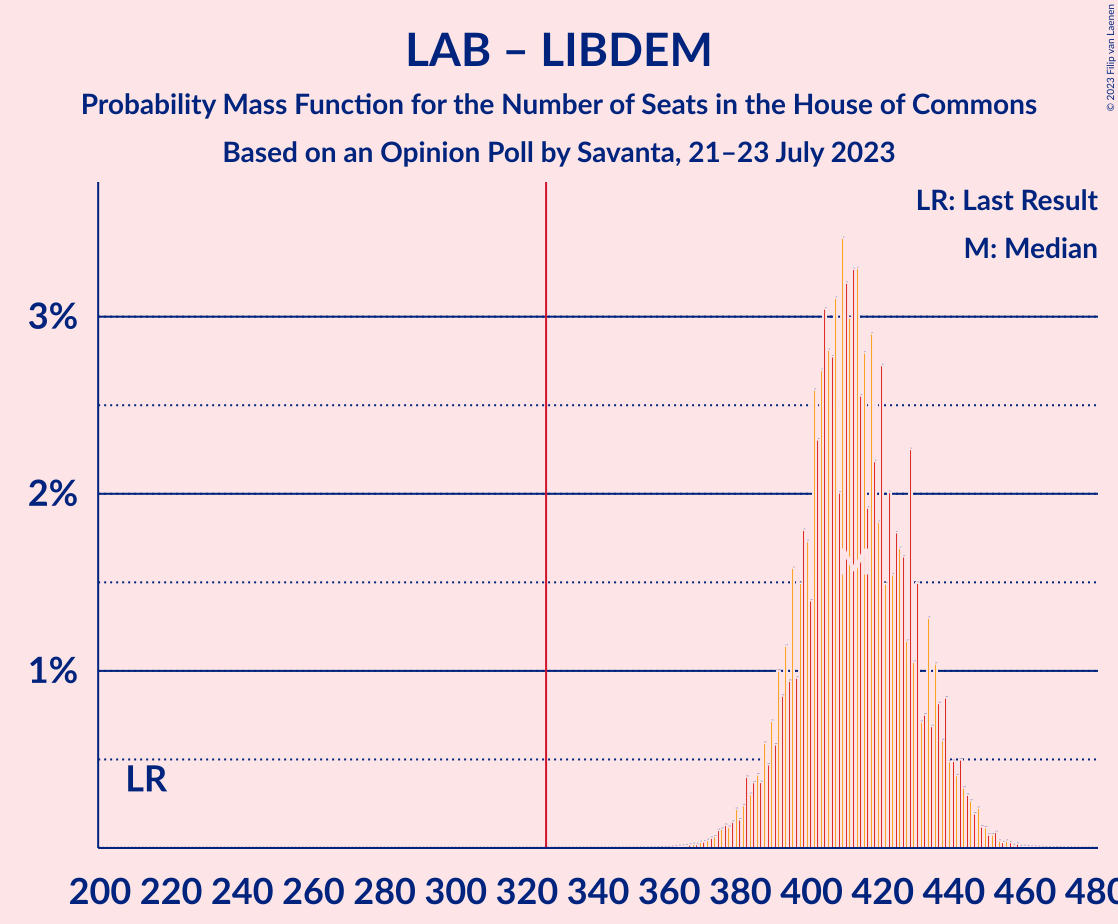 LAB – LIBDEM
Probability Mass Function for the Number of Seats in the House of Commons
Based on an Opinion Poll by Savanta, 21–23 July 2023
© 2023 Filip van Laenen
LR: Last Result
M: Median
3%
2%
1%
M
LR
200 220 240 260 280 300 320 340 360 380 400 420 440 460 480